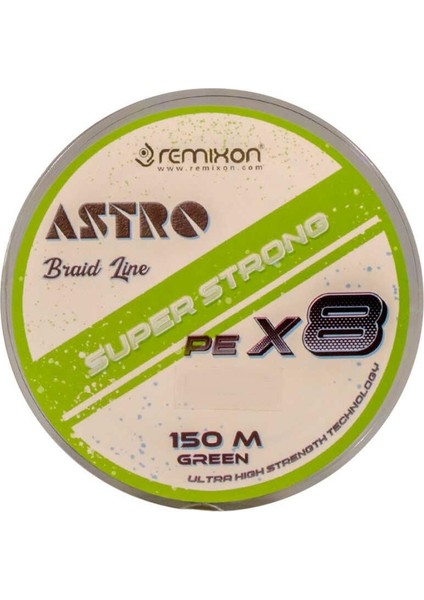 remixon®
www.remixon.com
ASTRO
Braid Line
SUPER STRONG
PE X8
150 M
GREEN
ULTRA HIGH STRENGTH TECHNOLOGY